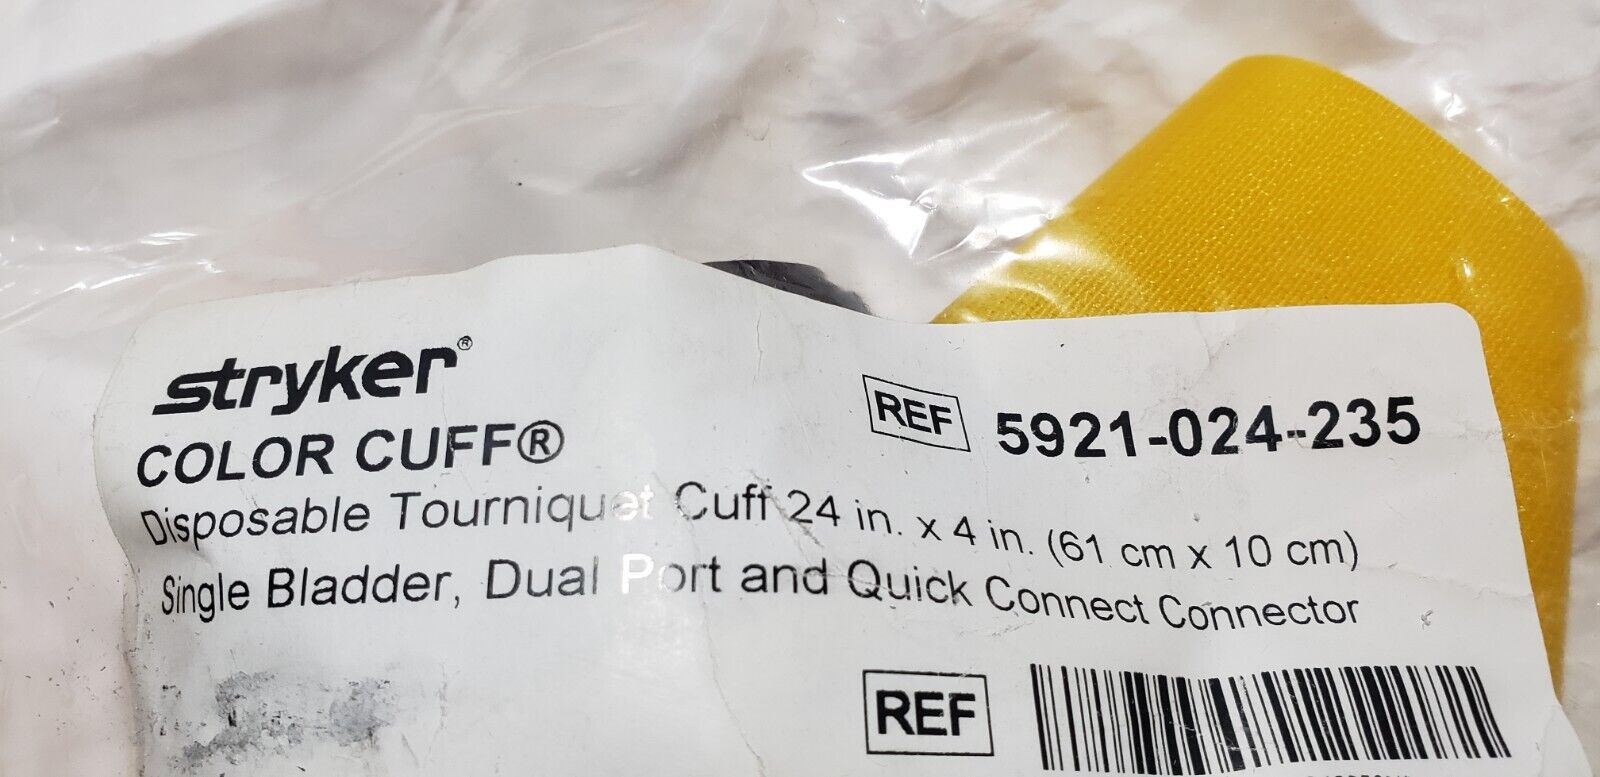 stryker®
COLOR CUFF®
REF 5921-024-235
Disposable Tourniquet Cuff 24 in. x 4 in. (61 cm x 10 cm)
Single Bladder, Dual Port and Quick Connect Connector
REF